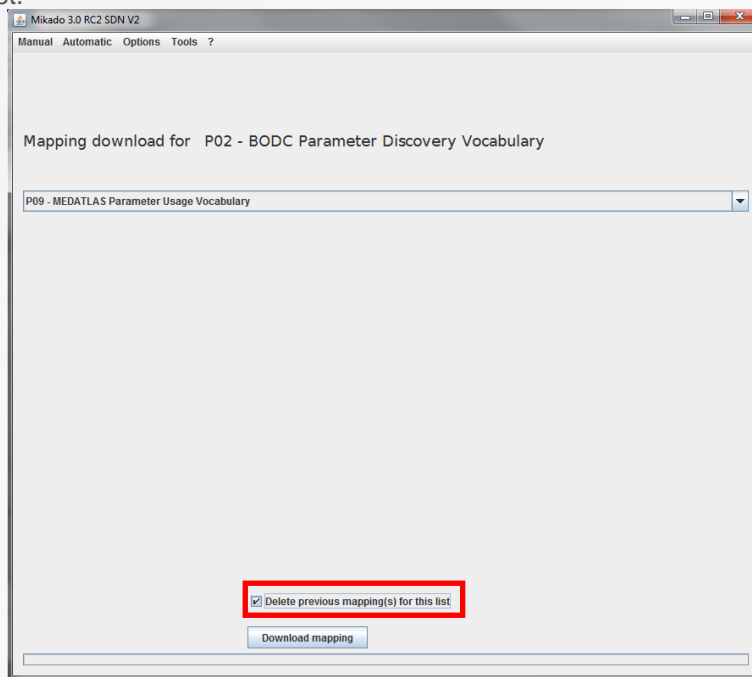 st.
Mikado 3.0 RC2 SDN V2
Manual Automatic Options Tools ?
Mapping download for P02 - BODC Parameter Discovery Vocabulary
P09 - MEDATLAS Parameter Usage Vocabulary
Delete previous mapping(s) for this list
Download mapping